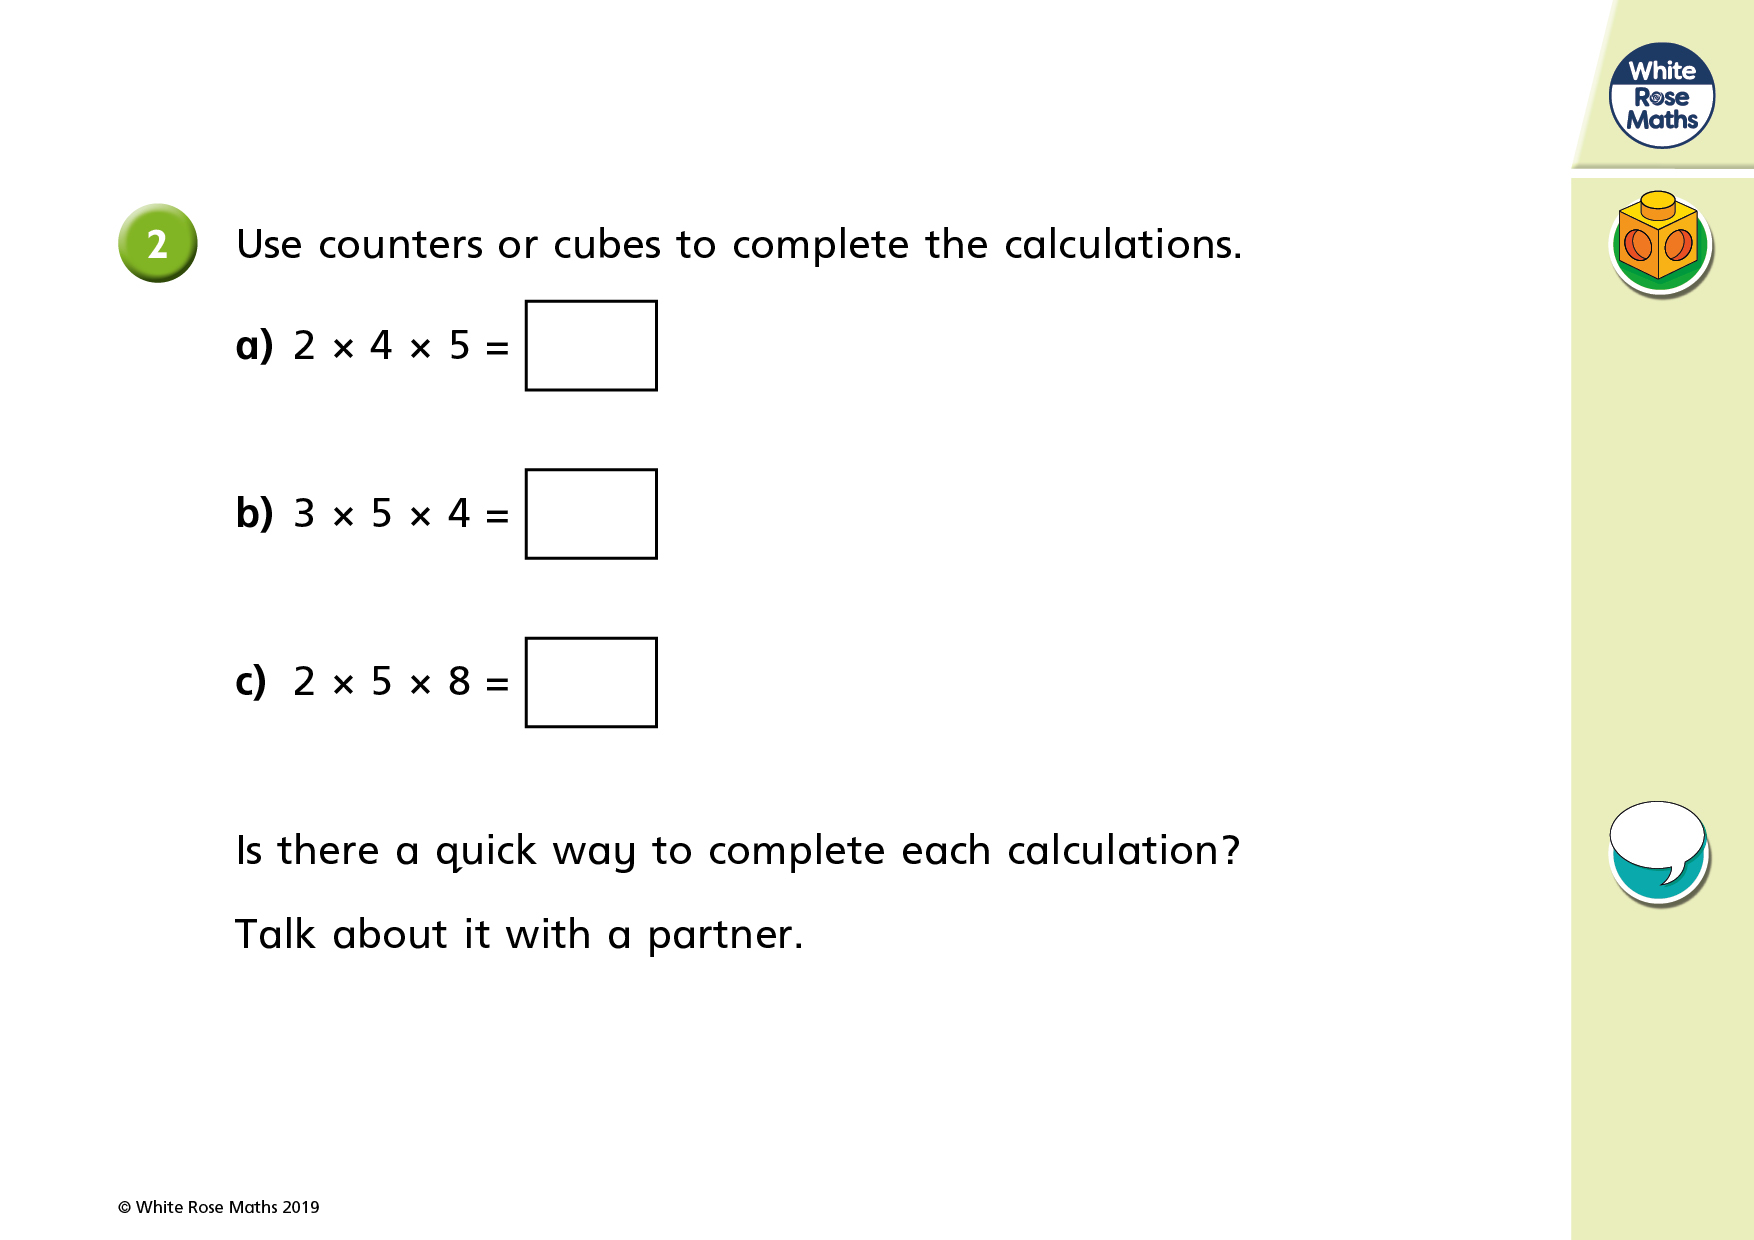 White
Rose
Maths
2 Use counters or cubes to complete the calculations.
a) 2 × 4 × 5 =
b) 3 × 5 × 4 =
c) 2 × 5 × 8 =
Is there a quick way to complete each calculation?
Talk about it with a partner.
© White Rose Maths 2019